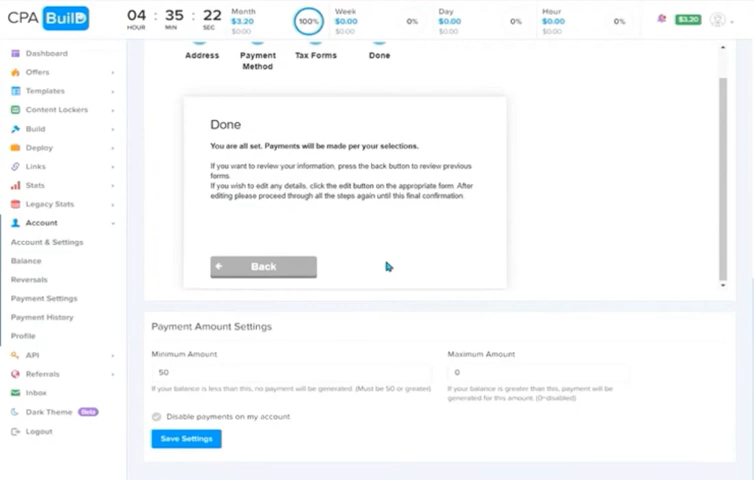 CPA BuilD
04 : 35 : 22
HOUR MIN SEC
Month
$3.20
$0.00
100%
Week
$0.00
$0.00
0%
Day
$0.00
$0.00
0%
Hour
$0.00
$0.00
0%
$3.20
Dashboard
Offers
Templates
Content Lockers
Build
Deploy
Links
Stats
Legacy Stats
Account
Account & Settings
Balance
Reversals
Payment Settings
Payment History
Profile
API
Referrals
Inbox
Dark Theme Beta
Logout
Address
Payment
Method
Tax Forms
Done
Done
You are all set. Payments will be made per your selections.
If you want to review your information, press the back button to review previous
forms.
If you wish to edit any details, click the edit button on the appropriate form. After
editing please proceed through all the steps again until this final confirmation.
Back
Payment Amount Settings
Minimum Amount
50
If your balance is less than this, no payment will be generated. (Must be 50 or greater)
Maximum Amount
0
If your balance is greater than this, payment will be
generated for this amount. (0=disabled)
Disable payments on my account
Save Settings